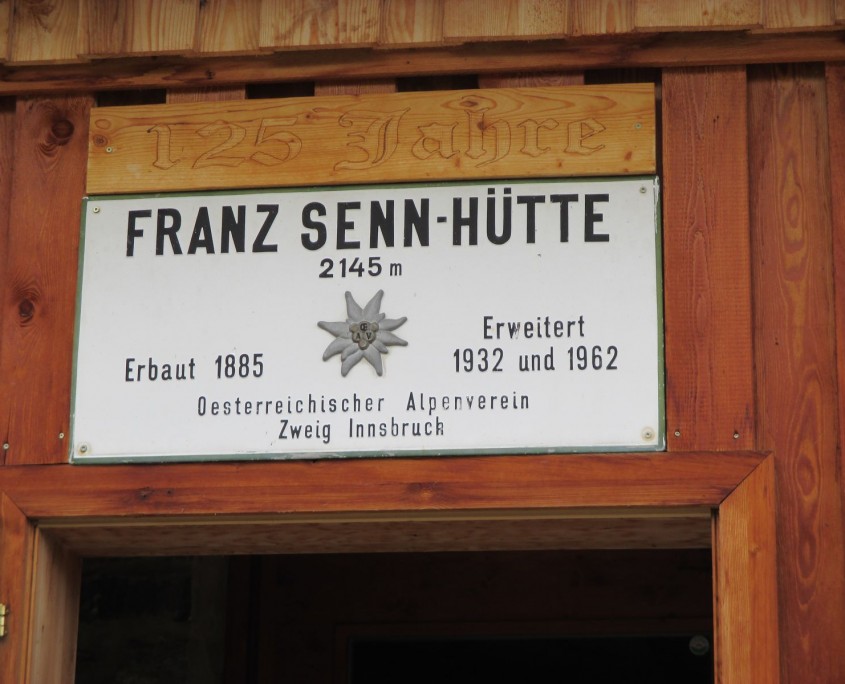 125 Jahre
FRANZ SENN-HÜTTE
2145 m
Erweitert
Erbaut 1885
1932 und 1962
Oesterreichischer Alpenverein
Zweig Innsbruck